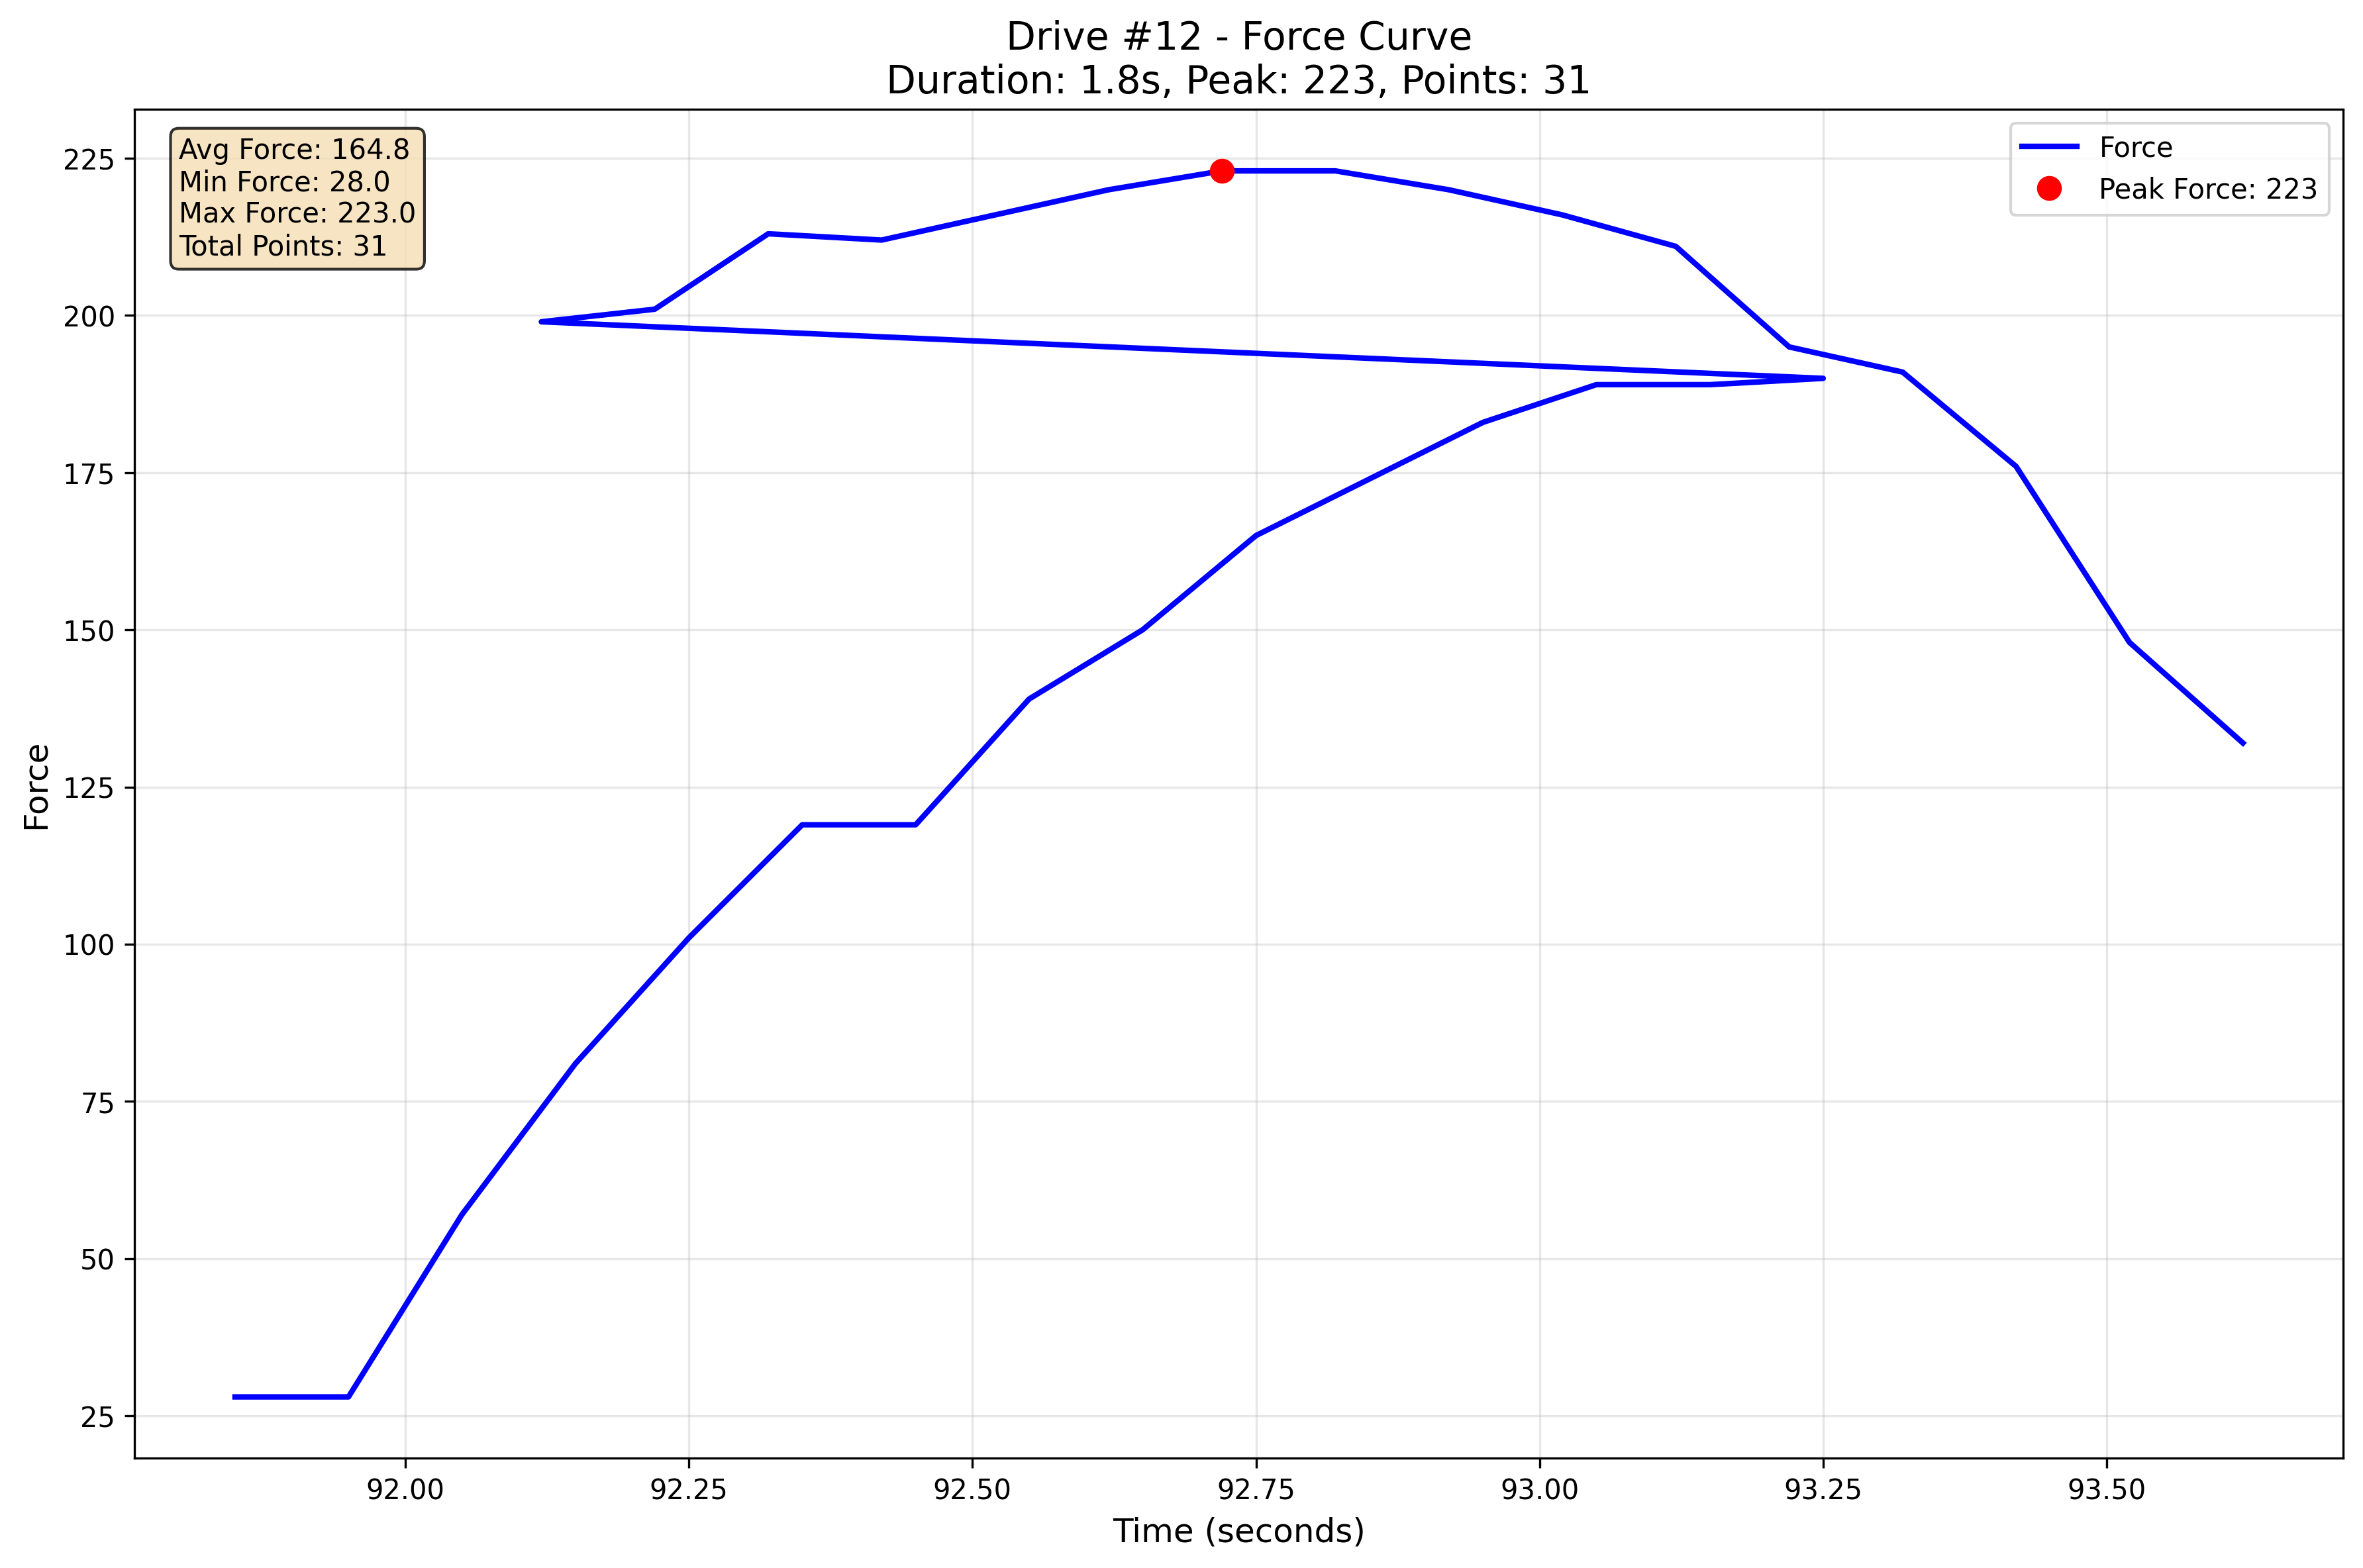 Drive #12 - Force Curve
Duration: 1.8s, Peak: 223, Points: 31
Avg Force: 164.8
Min Force: 28.0
Max Force: 223.0
Total Points: 31
Force
Peak Force: 223
225
200
175
150
125
100
75
50
25
Force
92.00
92.25
92.50
92.75
93.00
93.25
93.50
Time (seconds)